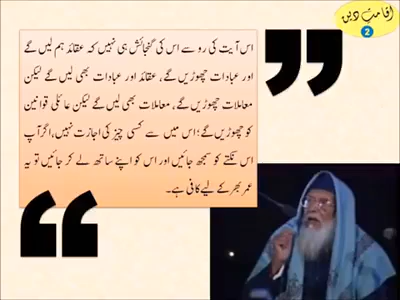 اقامتِ دین
2
اس آیت کی رو سے اس کی گنجائش ہی نہیں کہ عقائد ہم لیں گے
اور عبادات چھوڑیں گے، عقائد اور عبادات بھی لیں گے لیکن
معاملات چھوڑیں گے، معاملات بھی لیں گے لیکن عائلی قوانین
کو چھوڑیں گے؛ اس میں سے کسی چیز کی اجازت نہیں، اگر آپ
اس نکتے کو سمجھ جائیں اور اس کو اپنے ساتھ لے کر جائیں تو یہ
عمر بھر کے لیے کافی ہے۔